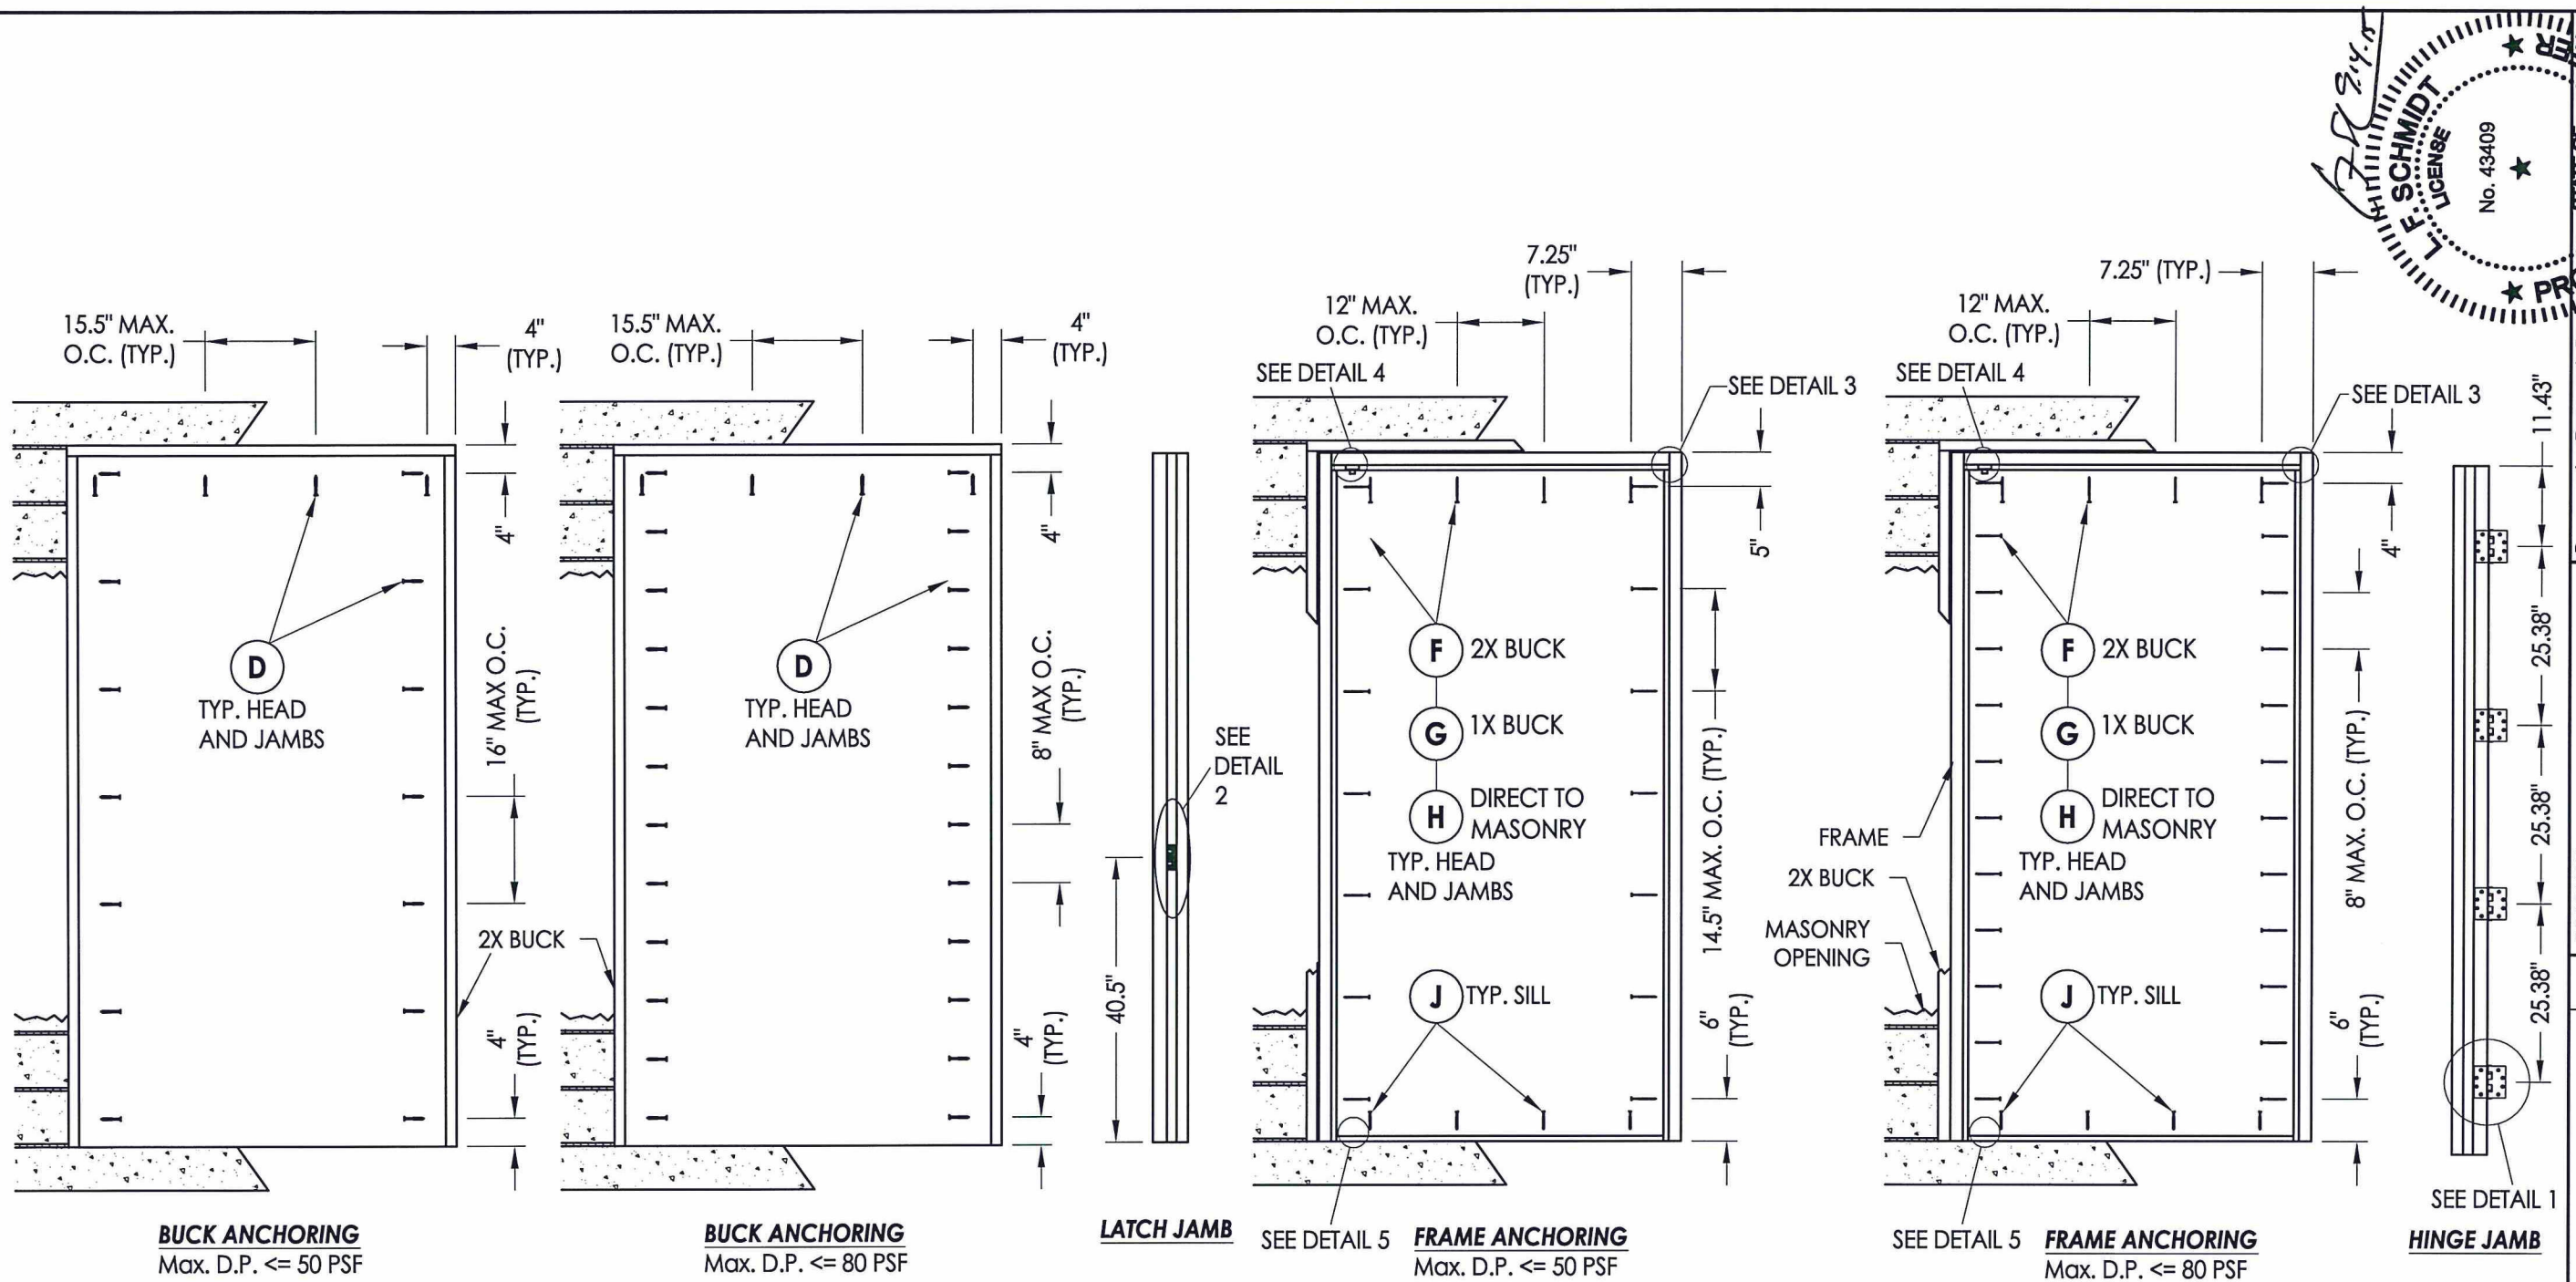 15.5" MAX.
O.C. (TYP.)
4"
(TYP.)
4"
D
TYP. HEAD
AND JAMBS
16" MAX O.C.
(TYP.)
2X BUCK
4"
(TYP.)
BUCK ANCHORING
Max. D.P. <= 50 PSF
15.5" MAX.
O.C. (TYP.)
4"
(TYP.)
4"
D
TYP. HEAD
AND JAMBS
8" MAX O.C.
(TYP.)
4"
(TYP.)
BUCK ANCHORING
Max. D.P. <= 80 PSF
SEE
DETAIL
2
40.5"
LATCH JAMB
7.25"
(TYP.)
12" MAX.
O.C. (TYP.)
SEE DETAIL 4
SEE DETAIL 3
5"
F 2X BUCK
G 1X BUCK
H DIRECT TO
MASONRY
TYP. HEAD
AND JAMBS
14.5" MAX. O.C. (TYP.)
J TYP. SILL
6"
(TYP.)
SEE DETAIL 5
FRAME ANCHORING
Max. D.P. <= 50 PSF
7.25" (TYP.)
12" MAX.
O.C. (TYP.)
SEE DETAIL 4
SEE DETAIL 3
4"
F 2X BUCK
G 1X BUCK
H DIRECT TO
MASONRY
TYP. HEAD
AND JAMBS
FRAME
2X BUCK
MASONRY
OPENING
8" MAX. O.C. (TYP.)
J TYP. SILL
6"
(TYP.)
SEE DETAIL 5
FRAME ANCHORING
Max. D.P. <= 80 PSF
11.43"
25.38"
25.38"
25.38"
SEE DETAIL 1
HINGE JAMB
L. F. SCHMIDT
LICENSE
No. 43409